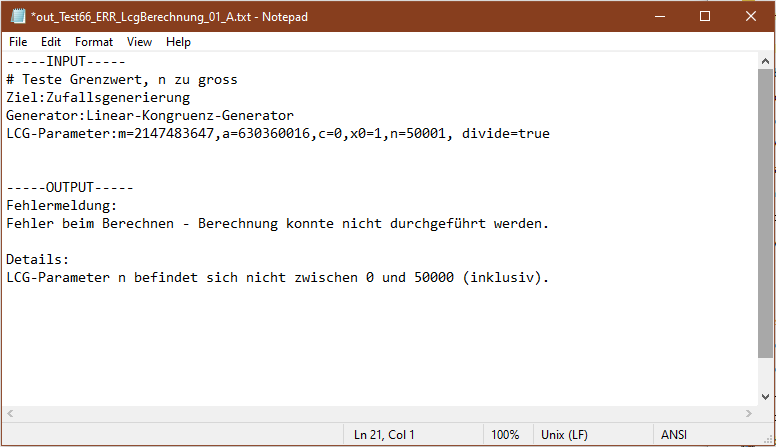 *out_Test66_ERR_LcgBerechnung_01_A.txt - Notepad
File Edit Format View Help
-----INPUT-----
# Teste Grenzwert, n zu gross
Ziel:Zufallsgenerierung
Generator:Linear-Kongruenz-Generator
LCG-Parameter:m=2147483647,a=630360016,c=0,x0=1,n=50001, divide=true
-----OUTPUT-----
Fehlermeldung:
Fehler beim Berechnen - Berechnung konnte nicht durchgeführt werden.
Details:
LCG-Parameter n befindet sich nicht zwischen 0 und 50000 (inklusiv).
Ln 21, Col 1 100% Unix (LF) ANSI